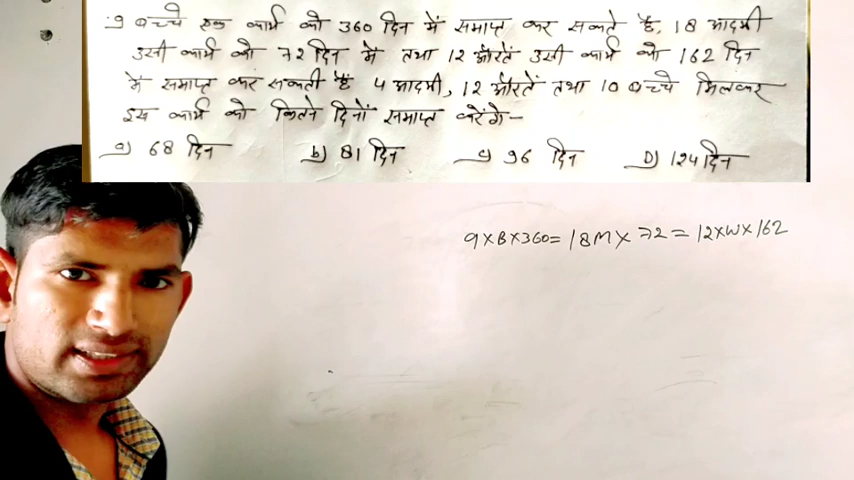 9 बच्चे एक कार्य को 360 दिन में समाप्त कर सकते है, 18 आदमी
उसी कार्य को 72 दिन में तथा 12 औरतें उसी कार्य को 162 दिन
में समाप्त कर सकती है 4 आदमी, 12 औरतें तथा 10 बच्चे मिलकर
इस कार्य को कितने दिनों समाप्त करेंगे—
a) 68 दिन b) 81 दिन c) 96 दिन D) 124 दिन
9×B×360=18M×72=12×W×162